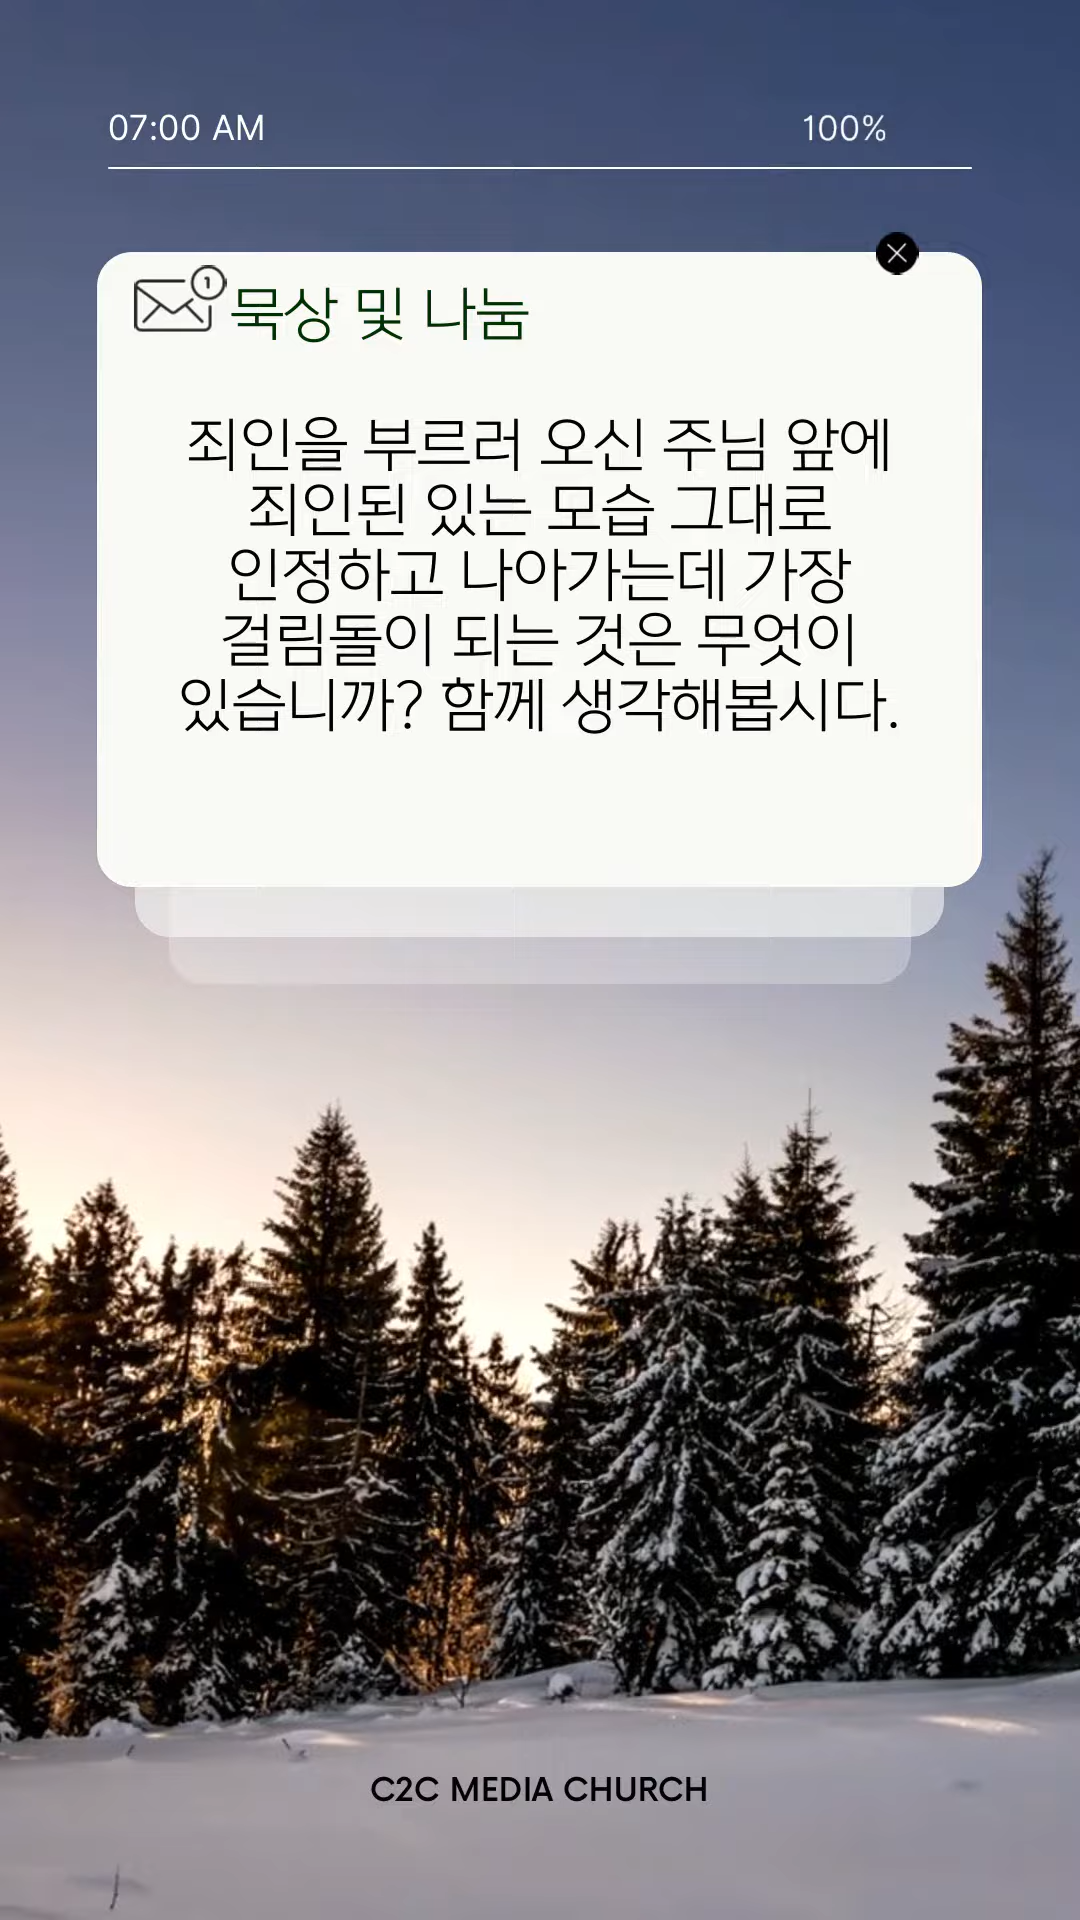 07:00 AM 100%
1
묵상 및 나눔
죄인을 부르러 오신 주님 앞에
죄인된 있는 모습 그대로
인정하고 나아가는데 가장
걸림돌이 되는 것은 무엇이
있습니까? 함께 생각해봅시다.
C2C MEDIA CHURCH